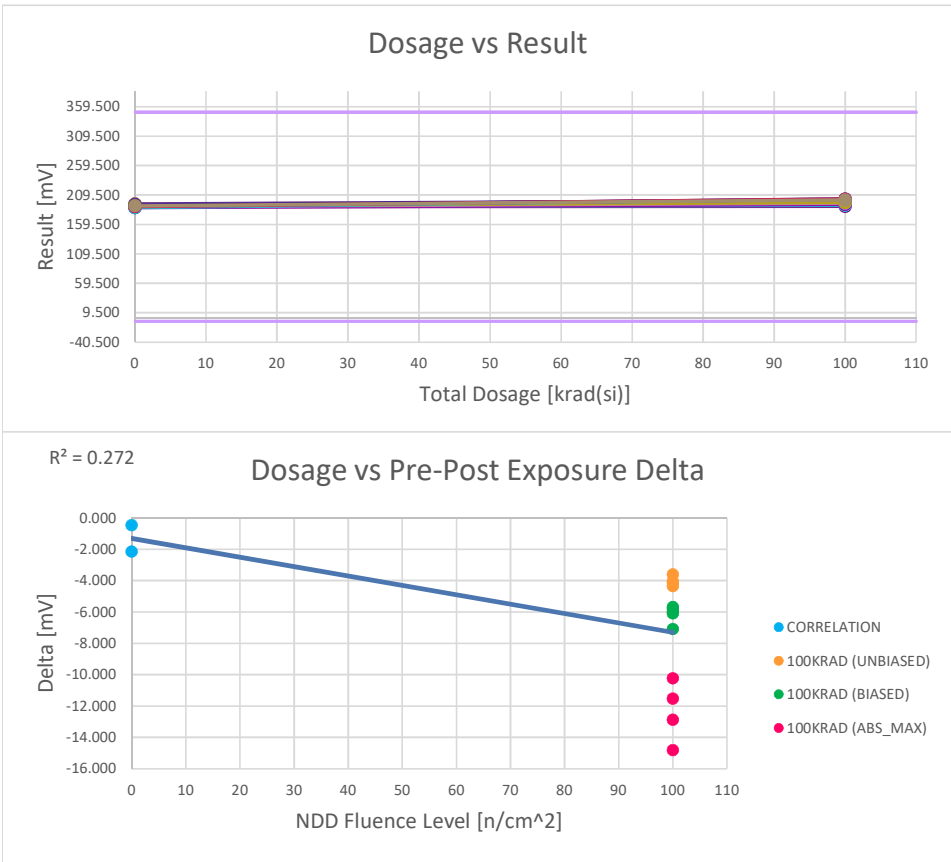 Dosage vs Result
359.500
309.500
259.500
209.500
159.500
109.500
59.500
9.500
-40.500
Result [mV]
0 10 20 30 40 50 60 70 80 90 100 110
Total Dosage [krad(si)]
R² = 0.272
Dosage vs Pre-Post Exposure Delta
0.000
-2.000
-4.000
-6.000
-8.000
-10.000
-12.000
-14.000
-16.000
Delta [mV]
0 10 20 30 40 50 60 70 80 90 100 110
NDD Fluence Level [n/cm^2]
CORRELATION
100KRAD (UNBIASED)
100KRAD (BIASED)
100KRAD (ABS_MAX)